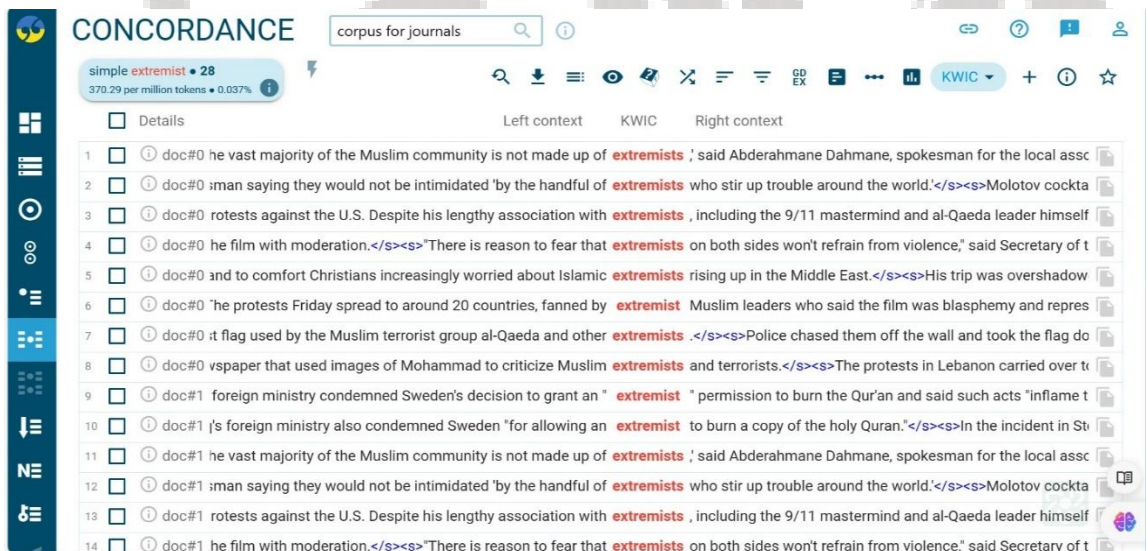 CONCORDANCE
corpus for journals
simple extremist • 28
370.29 per million tokens • 0.037%
GD
EX
KWIC
Details Left context KWIC Right context
1 doc#0 he vast majority of the Muslim community is not made up of extremists ,' said Abderahmane Dahmane, spokesman for the local assc
2 doc#0 sman saying they would not be intimidated 'by the handful of extremists who stir up trouble around the world.'</s><s>Molotov cockta
3 doc#0 rotests against the U.S. Despite his lengthy association with extremists , including the 9/11 mastermind and al-Qaeda leader himself
4 doc#0 he film with moderation.</s><s>"There is reason to fear that extremists on both sides won't refrain from violence," said Secretary of t
5 doc#0 and to comfort Christians increasingly worried about Islamic extremists rising up in the Middle East.</s><s>His trip was overshadow
6 doc#0 The protests Friday spread to around 20 countries, fanned by extremist Muslim leaders who said the film was blasphemy and repres
7 doc#0 st flag used by the Muslim terrorist group al-Qaeda and other extremists .</s><s>Police chased them off the wall and took the flag do
8 doc#0 wspaper that used images of Mohammad to criticize Muslim extremists and terrorists.</s><s>The protests in Lebanon carried over to
9 doc#1 foreign ministry condemned Sweden's decision to grant an " extremist " permission to burn the Qur'an and said such acts "inflame t
10 doc#1 g's foreign ministry also condemned Sweden "for allowing an extremist to burn a copy of the holy Quran."</s><s>In the incident in Sto
11 doc#1 he vast majority of the Muslim community is not made up of extremists ,' said Abderahmane Dahmane, spokesman for the local assc
12 doc#1 sman saying they would not be intimidated 'by the handful of extremists who stir up trouble around the world.'</s><s>Molotov cockta
13 doc#1 rotests against the U.S. Despite his lengthy association with extremists , including the 9/11 mastermind and al-Qaeda leader himself
14 doc#1 he film with moderation.</s><s>"There is reason to fear that extremists on both sides won't refrain from violence," said Secretary of t